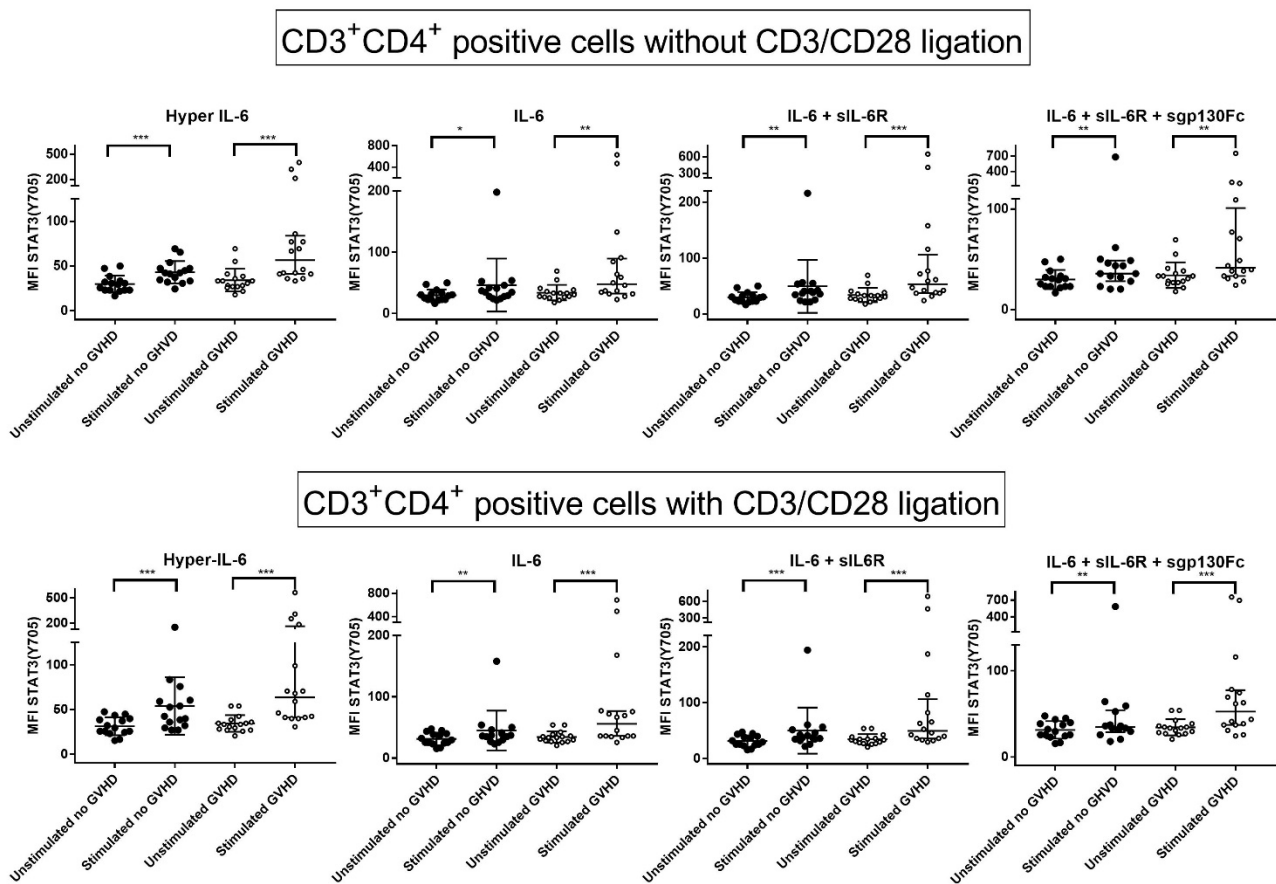 CD3⁺CD4⁺ positive cells without CD3/CD28 ligation
Hyper IL-6
***
***
MFI STAT3(Y705)
500
200
100
50
0
Unstimulated no GVHD
Stimulated no GHVD
Unstimulated GVHD
Stimulated GVHD
IL-6
*
**
MFI STAT3(Y705)
800
400
200
100
0
Unstimulated no GVHD
Stimulated no GHVD
Unstimulated GVHD
Stimulated GVHD
IL-6 + sIL-6R
**
***
MFI STAT3(Y705)
600
300
200
100
0
Unstimulated no GVHD
Stimulated no GHVD
Unstimulated GVHD
Stimulated GVHD
IL-6 + sIL-6R + sgp130Fc
**
**
MFI STAT3(Y705)
700
400
100
0
Unstimulated no GVHD
Stimulated no GHVD
Unstimulated GVHD
Stimulated GVHD
CD3⁺CD4⁺ positive cells with CD3/CD28 ligation
Hyper-IL-6
***
***
MFI STAT3(Y705)
600
200
100
50
0
Unstimulated no GVHD
Stimulated no GHVD
Unstimulated GVHD
Stimulated GVHD
IL-6
**
***
MFI STAT3(Y705)
800
400
200
100
0
Unstimulated no GVHD
Stimulated no GHVD
Unstimulated GVHD
Stimulated GVHD
IL-6 + sIL6R
***
***
MFI STAT3(Y705)
600
300
200
100
0
Unstimulated no GVHD
Stimulated no GHVD
Unstimulated GVHD
Stimulated GVHD
IL-6 + sIL-6R + sgp130Fc
**
***
MFI STAT3(Y705)
700
400
100
0
Unstimulated no GVHD
Stimulated no GHVD
Unstimulated GVHD
Stimulated GVHD